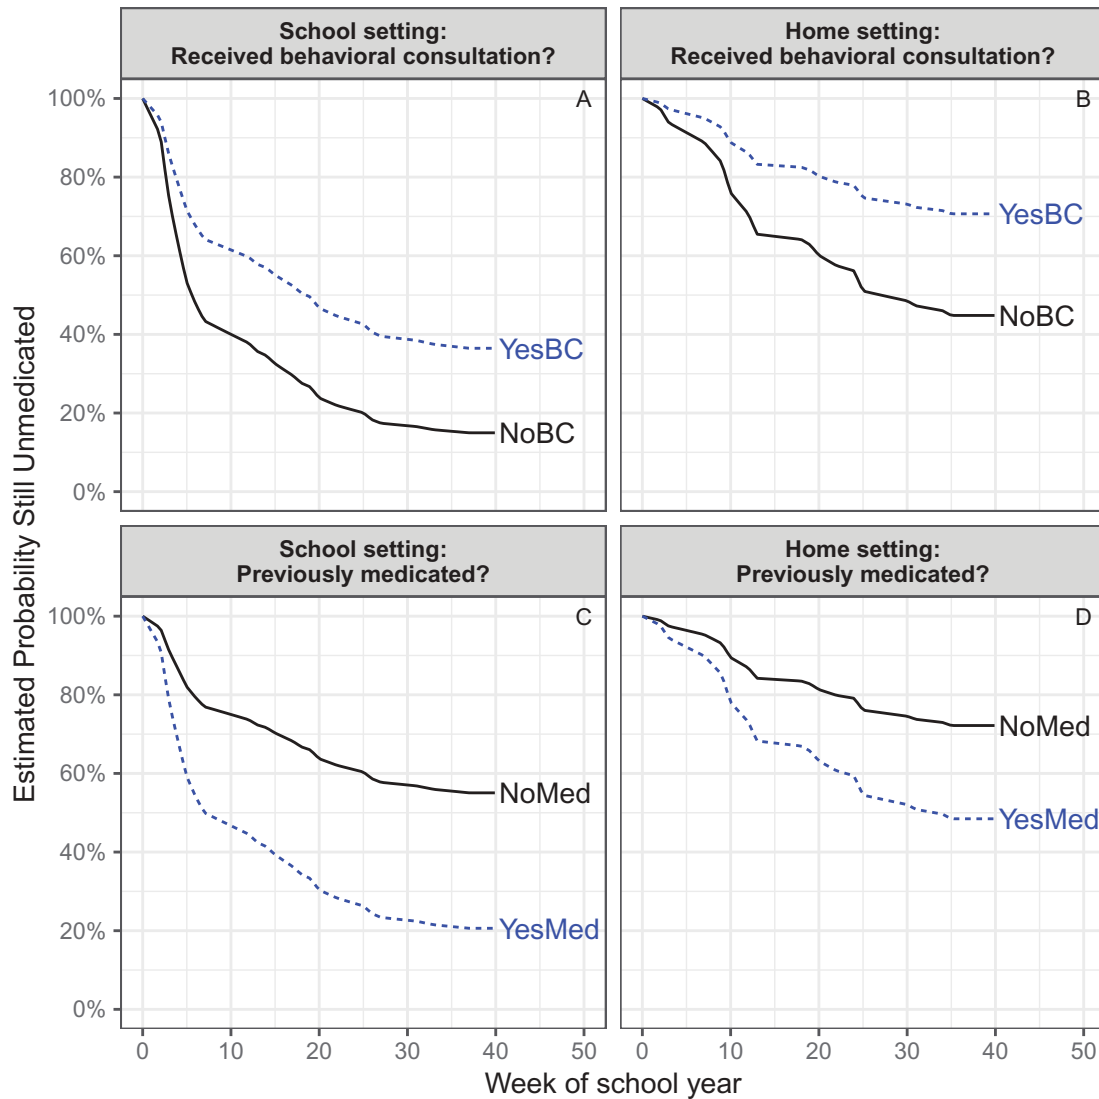 School setting:
Received behavioral consultation?
Home setting:
Received behavioral consultation?
Estimated Probability Still Unmedicated
100%
80%
60%
40%
20%
0%
A
YesBC
NoBC
B
YesBC
NoBC
School setting:
Previously medicated?
Home setting:
Previously medicated?
100%
80%
60%
40%
20%
0%
C
NoMed
YesMed
D
NoMed
YesMed
0 10 20 30 40 50
0 10 20 30 40 50
Week of school year